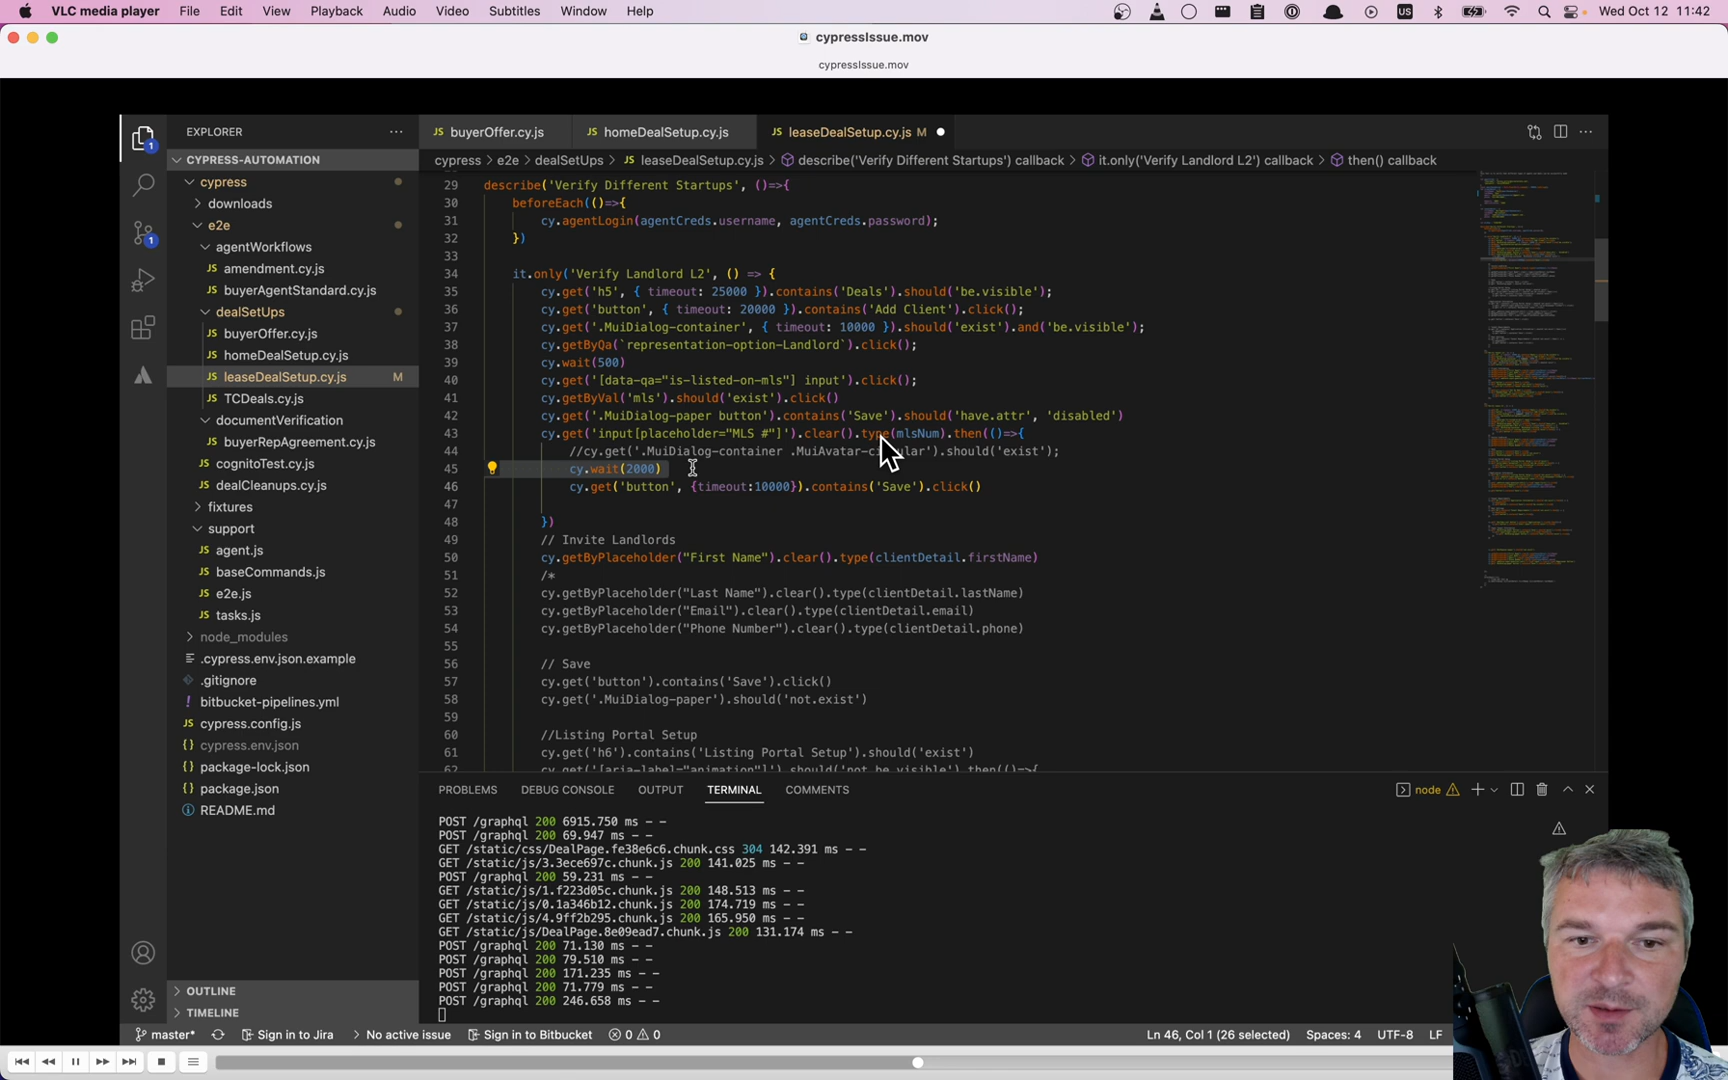 VLC media player File Edit View Playback Audio Video Subtitles Window Help US Wed Oct 12 11:42
cypressIssue.mov
cypressIssue.mov
EXPLORER
buyerOffer.cy.js
homeDealSetup.cy.js
leaseDealSetup.cy.js M
CYPRESS-AUTOMATION
cypress > e2e > dealSetUps > leaseDealSetup.cy.js > describe('Verify Different Startups') callback > it.only('Verify Landlord L2') callback > then() callback
cypress
downloads
e2e
agentWorkflows
amendment.cy.js
buyerAgentStandard.cy.js
dealSetUps
buyerOffer.cy.js
homeDealSetup.cy.js
leaseDealSetup.cy.js M
TCDeals.cy.js
documentVerification
buyerRepAgreement.cy.js
cognitoTest.cy.js
dealCleanups.cy.js
fixtures
support
agent.js
baseCommands.js
e2e.js
tasks.js
node_modules
.cypress.env.json.example
.gitignore
bitbucket-pipelines.yml
cypress.config.js
cypress.env.json
package-lock.json
package.json
README.md
OUTLINE
TIMELINE
29 describe('Verify Different Startups', ()=>{
30 beforeEach(()=>{
31 cy.agentLogin(agentCreds.username, agentCreds.password);
32 })
33
34 it.only('Verify Landlord L2', () => {
35 cy.get('h5', { timeout: 25000 }).contains('Deals').should('be.visible');
36 cy.get('button', { timeout: 20000 }).contains('Add Client').click();
37 cy.get('.MuiDialog-container', { timeout: 10000 }).should('exist').and('be.visible');
38 cy.getByQa(`representation-option-Landlord`).click();
39 cy.wait(500)
40 cy.get('[data-qa="is-listed-on-mls"] input').click();
41 cy.getByVal('mls').should('exist').click()
42 cy.get('.MuiDialog-paper button').contains('Save').should('have.attr', 'disabled')
43 cy.get('input[placeholder="MLS #"]').clear().type(mlsNum).then(()=>{
44 //cy.get('.MuiDialog-container .MuiAvatar-circular').should('exist');
45 cy.wait(2000)
46 cy.get('button', {timeout:10000}).contains('Save').click()
47
48 })
49 // Invite Landlords
50 cy.getByPlaceholder("First Name").clear().type(clientDetail.firstName)
51 /*
52 cy.getByPlaceholder("Last Name").clear().type(clientDetail.lastName)
53 cy.getByPlaceholder("Email").clear().type(clientDetail.email)
54 cy.getByPlaceholder("Phone Number").clear().type(clientDetail.phone)
55
56 // Save
57 cy.get('button').contains('Save').click()
58 cy.get('.MuiDialog-paper').should('not.exist')
59
60 //Listing Portal Setup
61 cy.get('h6').contains('Listing Portal Setup').should('exist')
62 cy.get('[aria-label="animation"]').should('not.be.visible').then(()=>{
PROBLEMS DEBUG CONSOLE OUTPUT TERMINAL COMMENTS node
POST /graphql 200 6915.750 ms - -
POST /graphql 200 69.947 ms - -
GET /static/css/DealPage.fe38e6c6.chunk.css 304 142.391 ms - -
GET /static/js/3.3ece697c.chunk.js 200 141.025 ms - -
POST /graphql 200 59.231 ms - -
GET /static/js/1.f223d05c.chunk.js 200 148.513 ms - -
GET /static/js/0.1a346b12.chunk.js 200 174.719 ms - -
GET /static/js/4.9ff2b295.chunk.js 200 165.950 ms - -
GET /static/js/DealPage.8e09ead7.chunk.js 200 131.174 ms - -
POST /graphql 200 71.130 ms - -
POST /graphql 200 79.510 ms - -
POST /graphql 200 171.235 ms - -
POST /graphql 200 71.779 ms - -
POST /graphql 200 246.658 ms - -
master* Sign in to Jira No active issue Sign in to Bitbucket 0 0 Ln 46, Col 1 (26 selected) Spaces: 4 UTF-8 LF